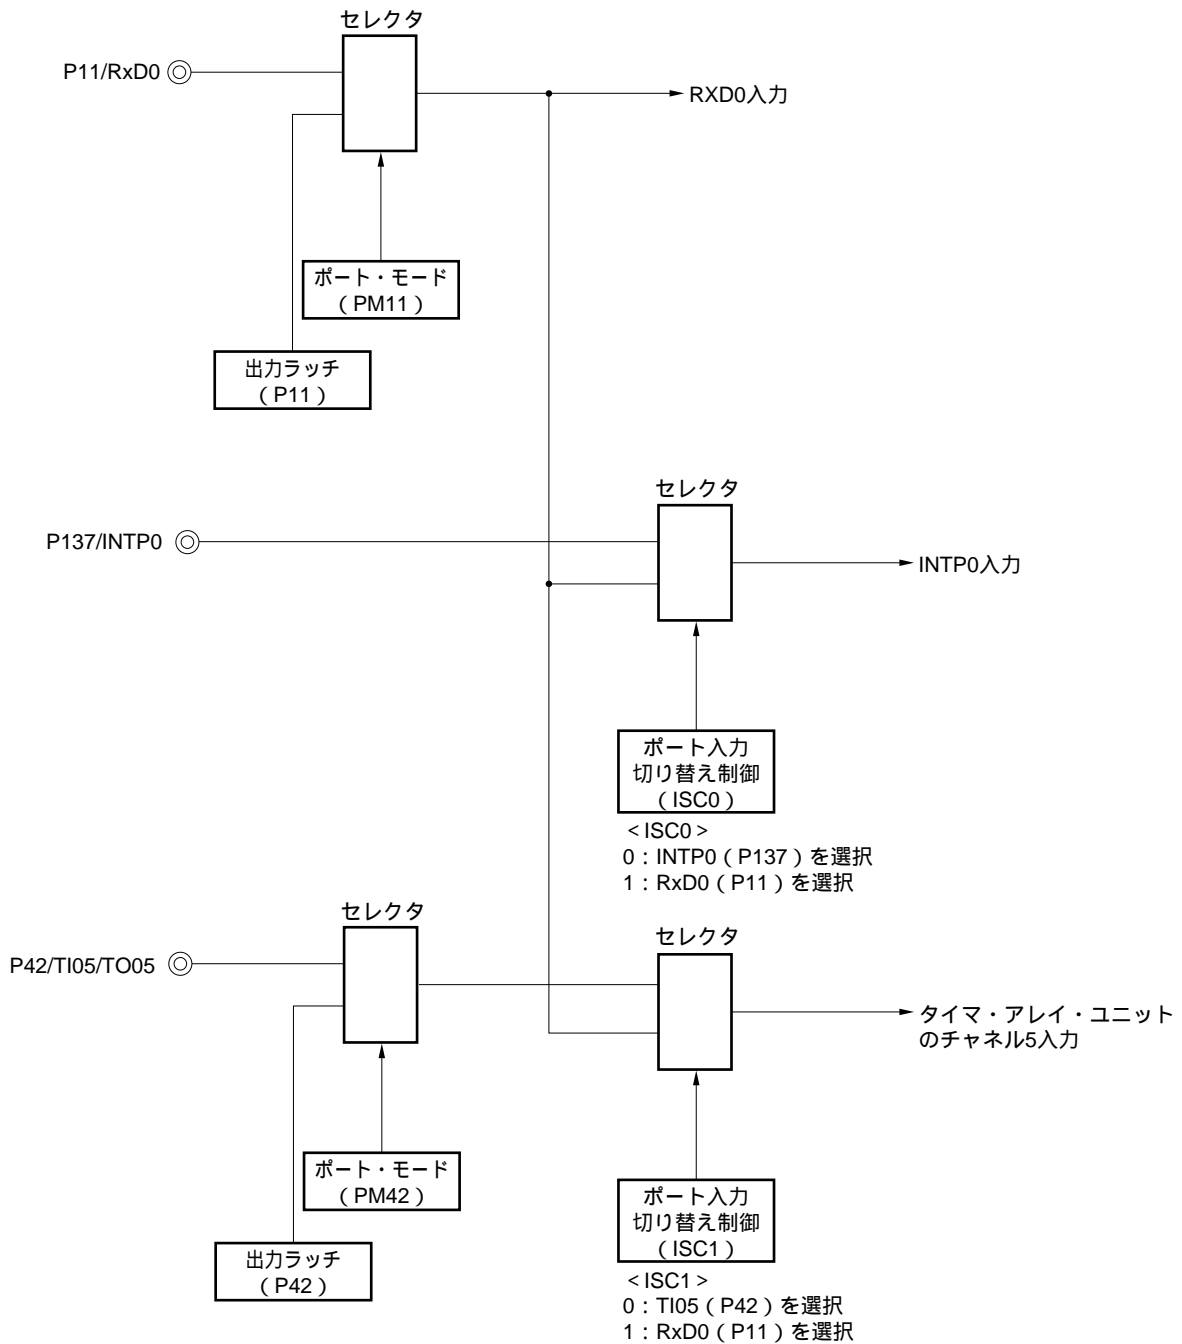 セレクタ
P11/RxD0
RXD0入力
ポート・モード
(PM11)
出力ラッチ
(P11)
セレクタ
P137/INTP0
INTP0入力
ポート入力
切り替え制御
(ISC0)
<ISC0>
0:INTP0(P137)を選択
1:RxD0(P11)を選択
セレクタ
セレクタ
P42/TI05/TO05
タイマ・アレイ・ユニット
のチャネル5入力
ポート・モード
(PM42)
ポート入力
切り替え制御
(ISC1)
出力ラッチ
(P42)
<ISC1>
0:TI05(P42)を選択
1:RxD0(P11)を選択